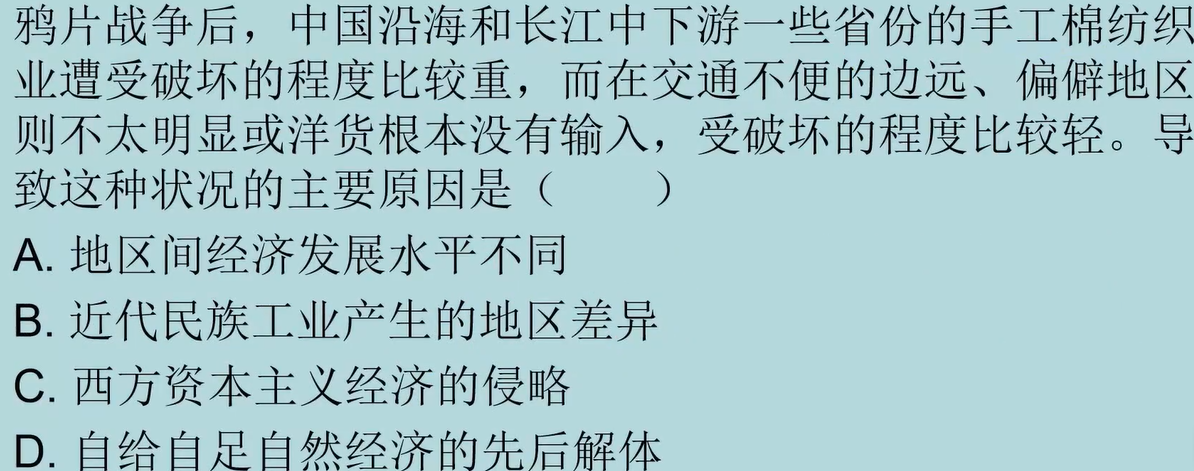 鸦片战争后，中国沿海和长江中下游一些省份的手工棉纺织
业遭受破坏的程度比较重，而在交通不便的边远、偏僻地区
则不太明显或洋货根本没有输入，受破坏的程度比较轻。导
致这种状况的主要原因是（　　）
A. 地区间经济发展水平不同
B. 近代民族工业产生的地区差异
C. 西方资本主义经济的侵略
D. 自给自足自然经济的先后解体